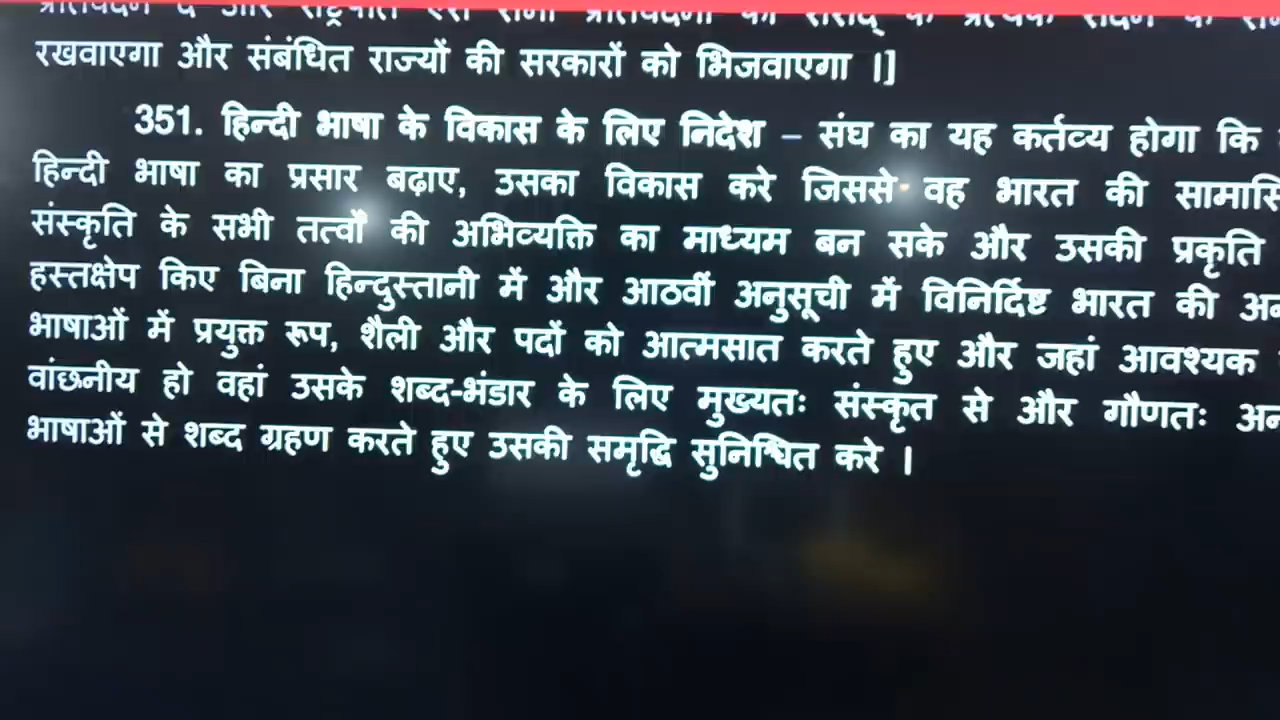 रखवाएगा और संबंधित राज्यों की सरकारों को भिजवाएगा ।]
351. हिन्दी भाषा के विकास के लिए निदेश – संघ का यह कर्तव्य होगा कि
हिन्दी भाषा का प्रसार बढ़ाए, उसका विकास करे जिससे वह भारत की
संस्कृति के सभी तत्वों की अभिव्यक्ति का माध्यम बन सके और उसकी प्रकृति
हस्तक्षेप किए बिना हिन्दुस्तानी में और आठवीं अनुसूची में विनिर्दिष्ट भारत की
भाषाओं में प्रयुक्त रूप, शैली और पदों को आत्मसात करते हुए और जहां आवश्यक
वांछनीय हो वहां उसके शब्द-भंडार के लिए मुख्यतः संस्कृत से और गौणतः
भाषाओं से शब्द ग्रहण करते हुए उसकी समृद्धि सुनिश्चित करे ।